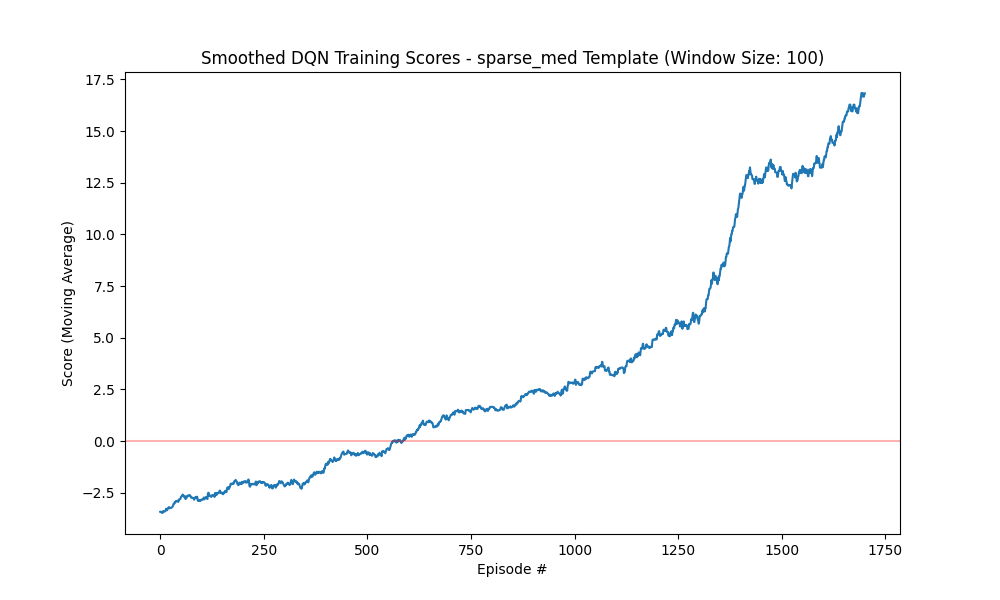 Smoothed DQN Training Scores - sparse_med Template (Window Size: 100)
17.5
15.0
12.5
10.0
7.5
5.0
2.5
0.0
−2.5
Score (Moving Average)
0 250 500 750 1000 1250 1500 1750
Episode #